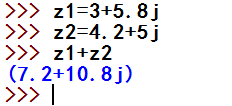 >>> z1=3+5.8j
>>> z2=4.2+5j
>>> z1+z2
(7.2+10.8j)
>>>